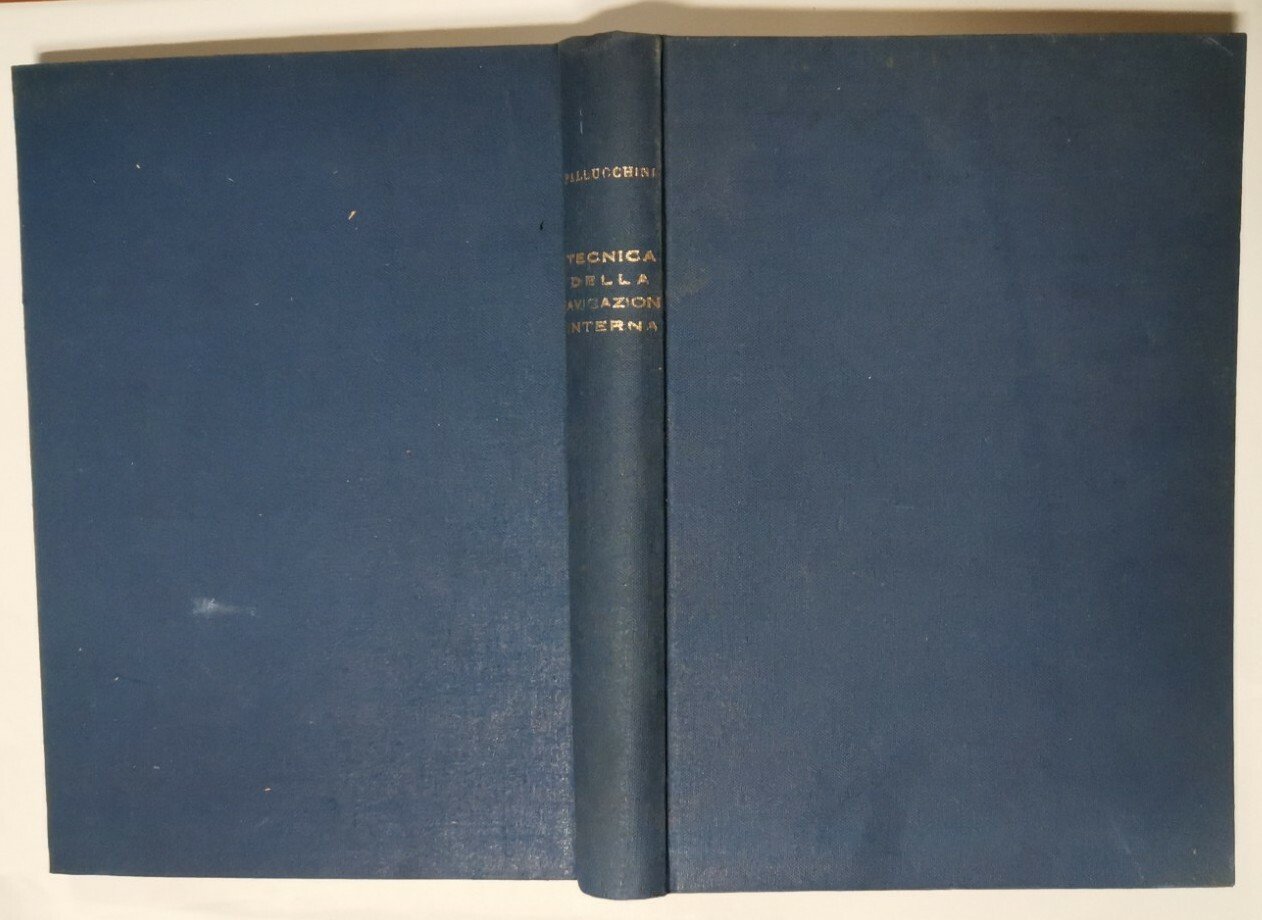 PALLUCCHINI
TECNICA
DELLA
NAVIGAZIONE
INTERNA